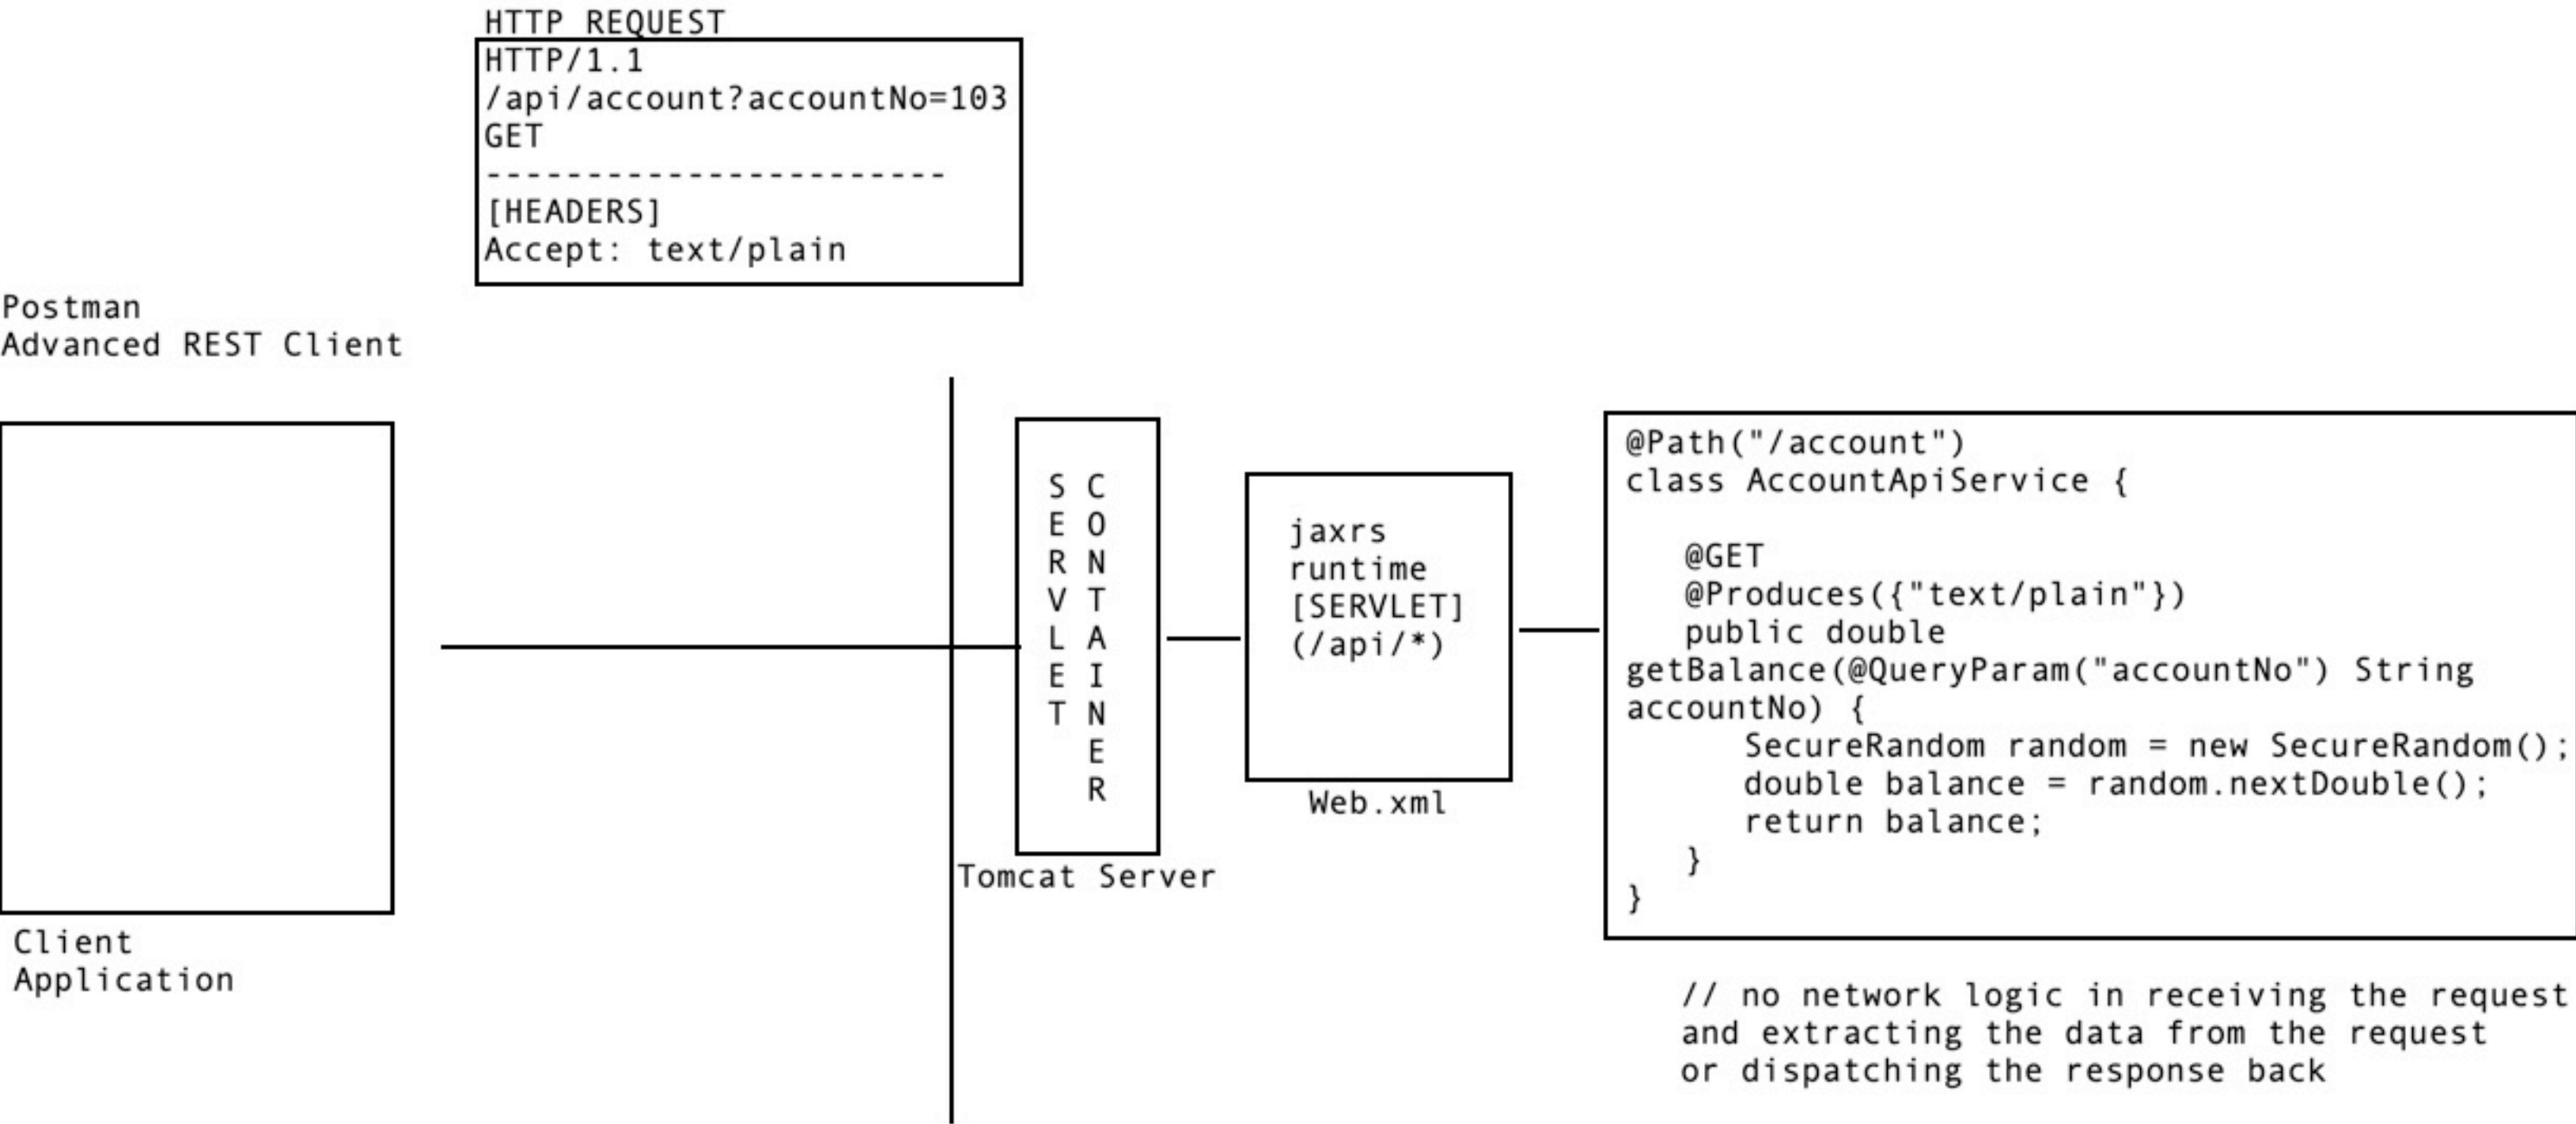 HTTP REQUEST
HTTP/1.1
/api/account?accountNo=103
GET
-----------------------
[HEADERS]
Accept: text/plain
Postman
Advanced REST Client
Client
Application
SERVLET
CONTAINER
Tomcat Server
jaxrs
runtime
[SERVLET]
(/api/*)
Web.xml
@Path("/account")
class AccountApiService {
@GET
@Produces({"text/plain"})
public double
getBalance(@QueryParam("accountNo") String
accountNo) {
SecureRandom random = new SecureRandom();
double balance = random.nextDouble();
return balance;
}
}
// no network logic in receiving the request
and extracting the data from the request
or dispatching the response back